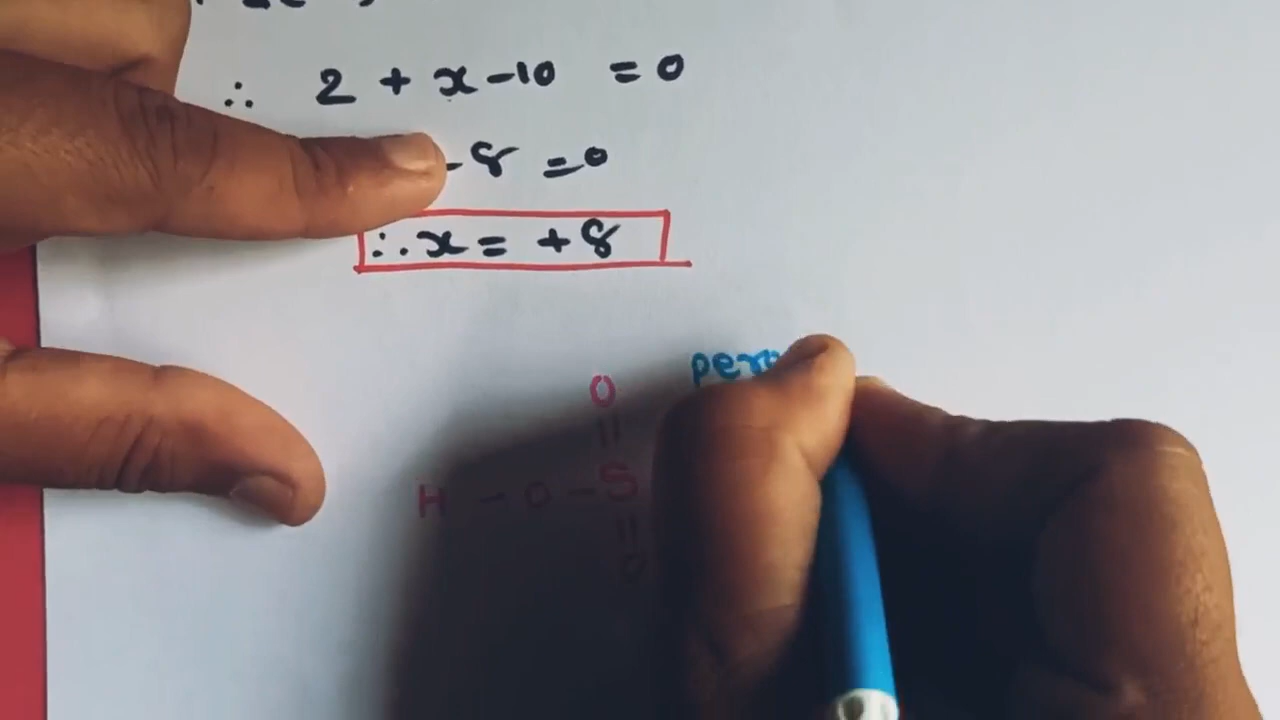 ∴ 2 + x - 10 = 0
- 8 = 0
∴ x = + 8
O
||
H - O - S
||
O